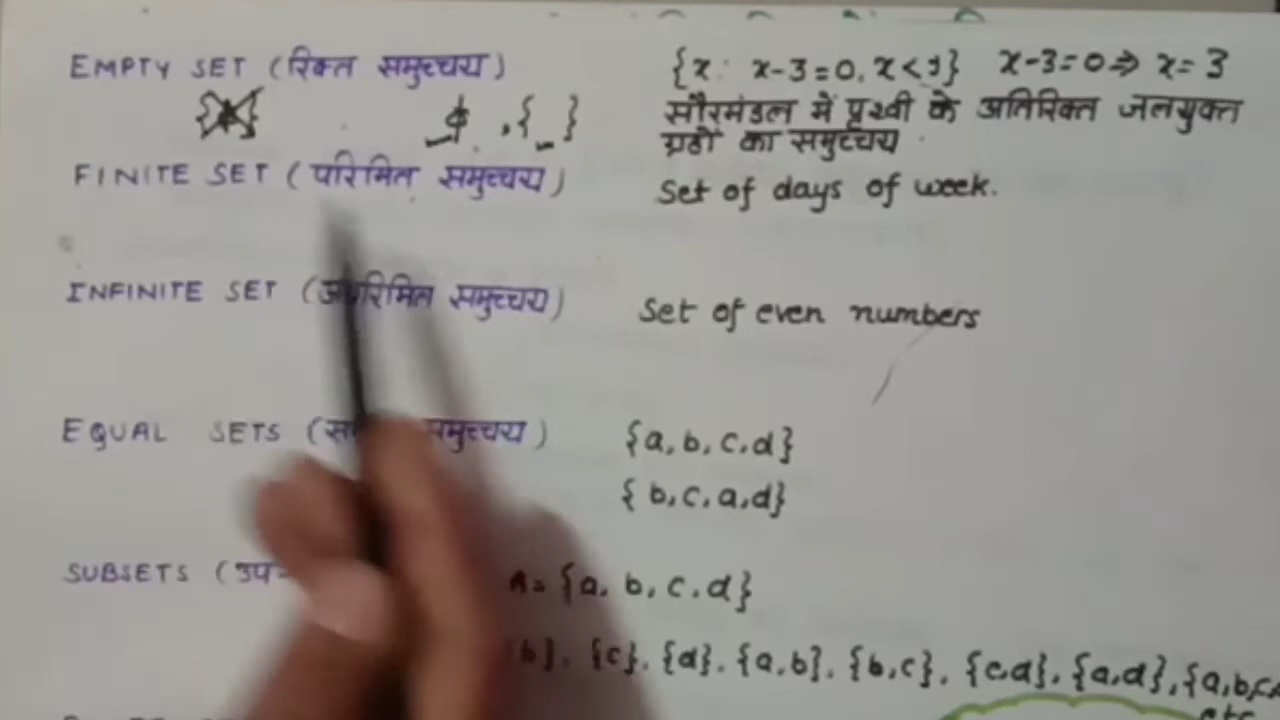 EMPTY SET (रिक्त समुच्चय) {x: x-3=0, x<1} x-3=0⇒ x=3
ϕ, { } सौरमंडल में पृथ्वी के अतिरिक्त जलयुक्त
ग्रहों का समुच्चय
FINITE SET (परिमित समुच्चय) Set of days of week.
INFINITE SET (अपरिमित समुच्चय) Set of even numbers
EQUAL SETS ( समुच्चय) {a, b, c, d}
{ b, c, a, d}
SUBSETS ( A = {a, b, c, d}
b}, {c}, {d}, {a, b}, {b, c}, {c,d}, {a,d}, {a,b,c
etc